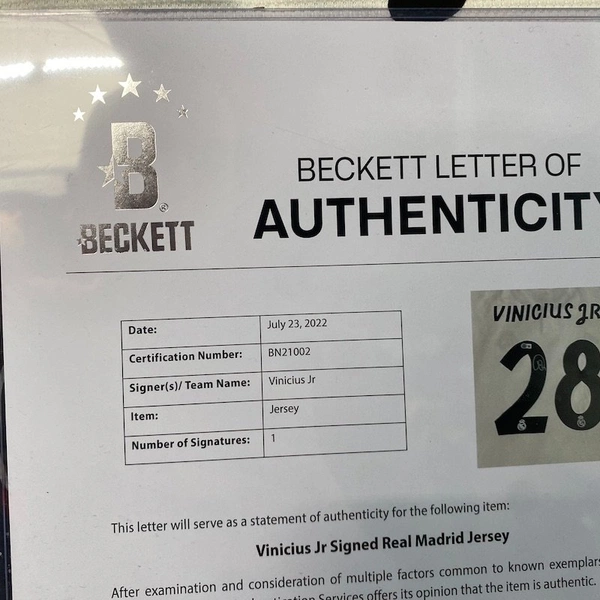 B
®
BECKETT
BECKETT LETTER OF
AUTHENTICITY
Date: July 23, 2022
Certification Number: BN21002
Signer(s)/ Team Name: Vinicius Jr
Item: Jersey
Number of Signatures: 1
VINICIUS JR
28
This letter will serve as a statement of authenticity for the following item:
Vinicius Jr Signed Real Madrid Jersey
After examination and consideration of multiple factors common to known exemplars
Services offers its opinion that the item is authentic.